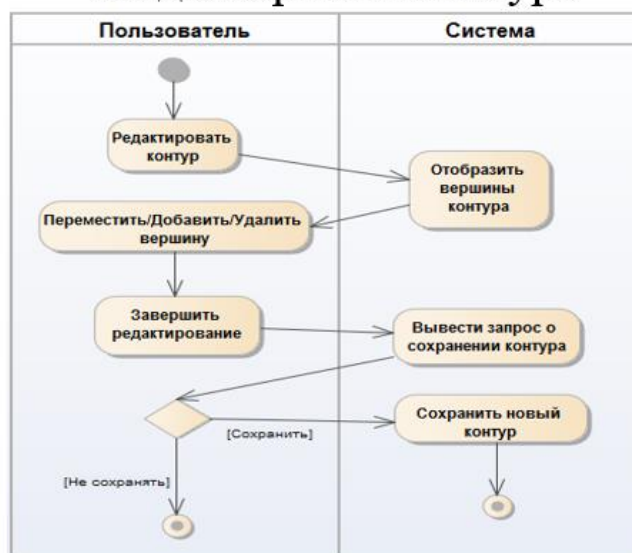 Пользователь
Система
Редактировать
контур
Отобразить
вершины
контура
Переместить/Добавить/Удалить
вершину
Завершить
редактирование
Вывести запрос о
сохранении контура
[Сохранить]
Сохранить новый
контур
[Не сохранять]